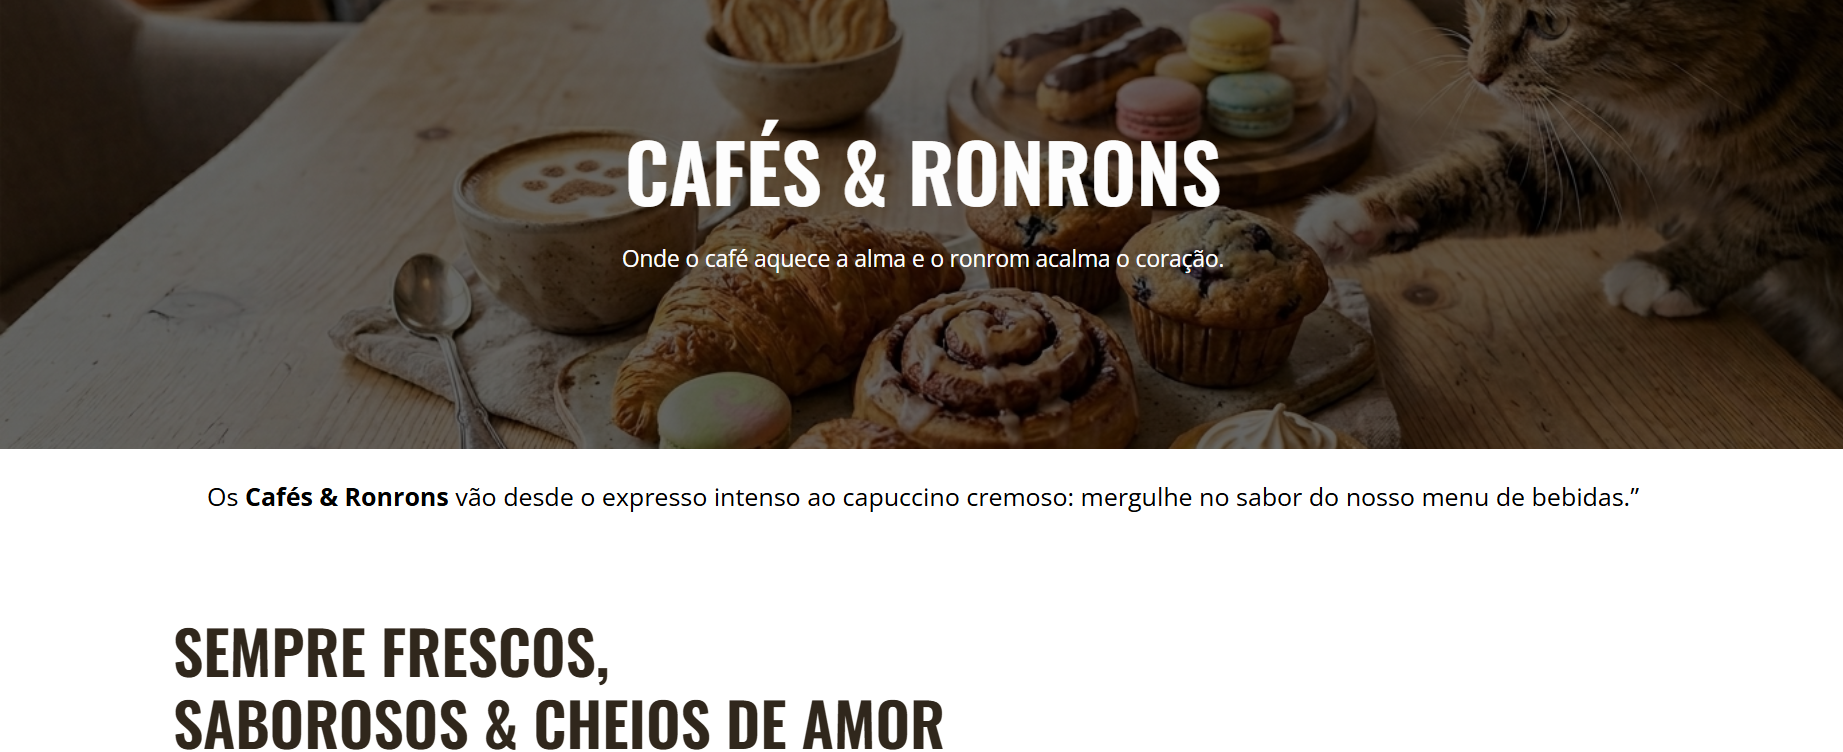 CAFÉS & RONRONS
Onde o café aquece a alma e o ronrom acalma o coração.
Os Cafés & Ronrons vão desde o expresso intenso ao capuccino cremoso: mergulhe no sabor do nosso menu de bebidas.”
SEMPRE FRESCOS,
SABOROSOS & CHEIOS DE AMOR